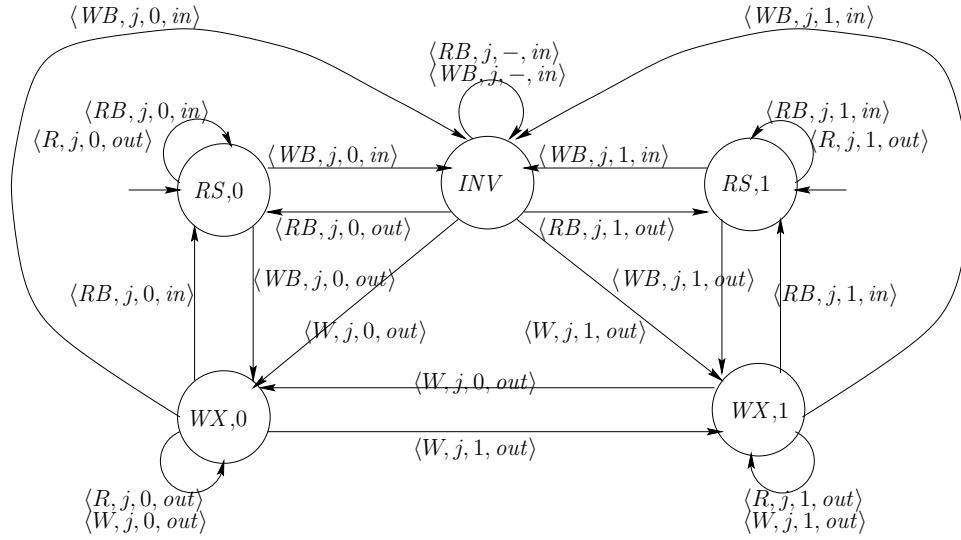 ⟨WB, j, 0, in⟩
⟨WB, j, 1, in⟩
⟨RB, j, −, in⟩
⟨WB, j, −, in⟩
⟨RB, j, 0, in⟩
⟨R, j, 0, out⟩
⟨RB, j, 1, in⟩
⟨R, j, 1, out⟩
⟨WB, j, 0, in⟩
⟨WB, j, 1, in⟩
RS,0
INV
RS,1
⟨RB, j, 0, out⟩
⟨RB, j, 1, out⟩
⟨WB, j, 0, out⟩
⟨WB, j, 1, out⟩
⟨RB, j, 0, in⟩
⟨RB, j, 1, in⟩
⟨W, j, 0, out⟩
⟨W, j, 1, out⟩
⟨W, j, 0, out⟩
WX,0
WX,1
⟨W, j, 1, out⟩
⟨R, j, 0, out⟩
⟨W, j, 0, out⟩
⟨R, j, 1, out⟩
⟨W, j, 1, out⟩